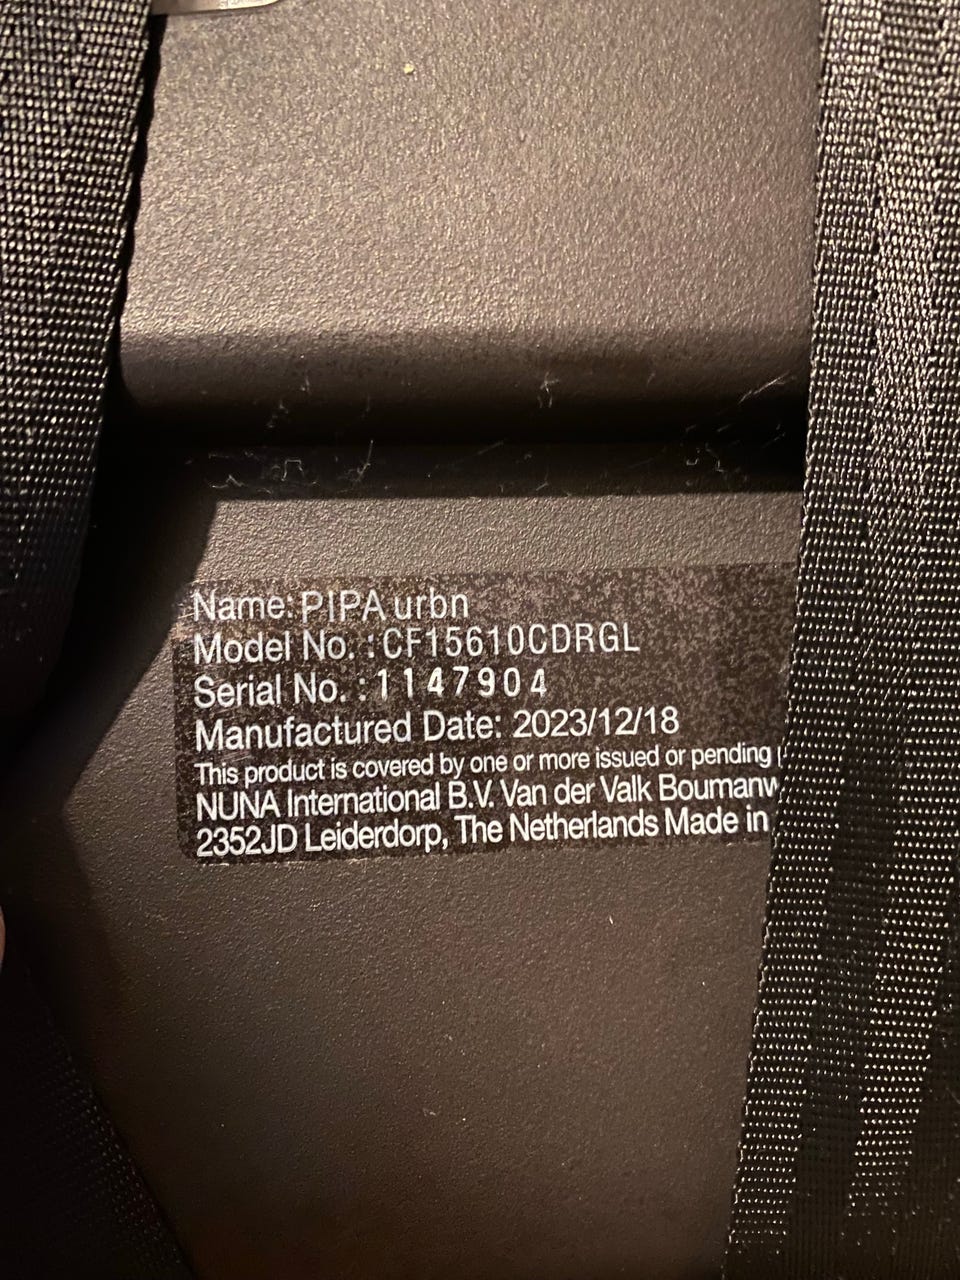 Name: PIPA urbn
Model No. : CF15610CDRGL
Serial No. : 1147904
Manufactured Date: 2023/12/18
This product is covered by one or more issued or pending
NUNA International B.V. Van der Valk
2352JD Leiderdorp, The Netherlands Made in